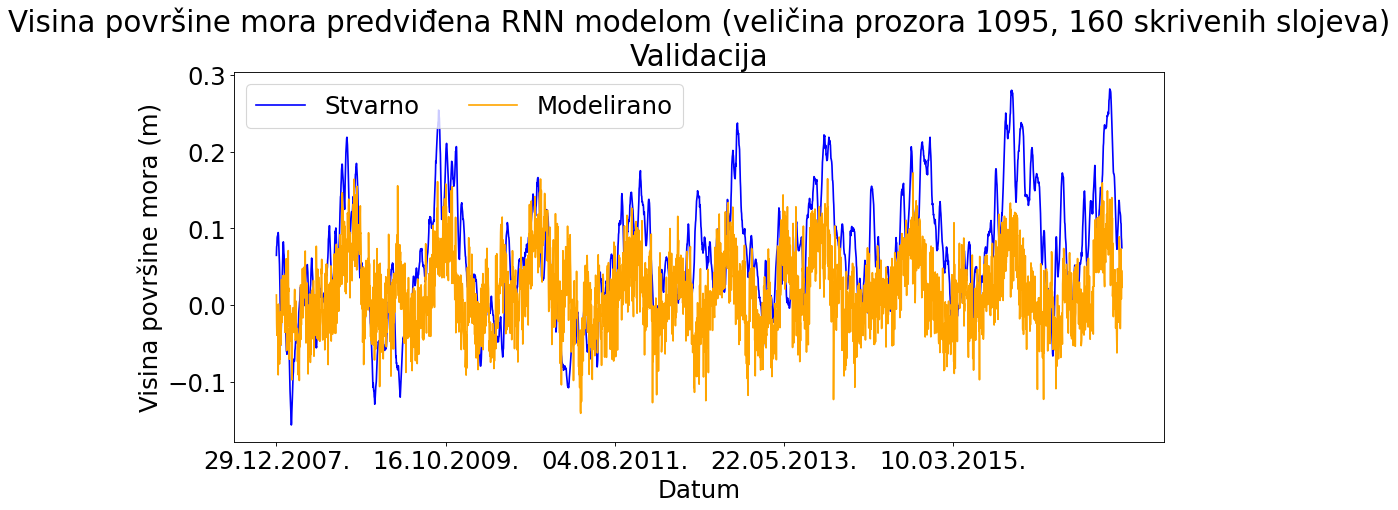 Visina površine mora predviđena RNN modelom (veličina prozora 1095, 160 skrivenih slojeva)
Validacija
Stvarno Modelirano
Visina površine mora (m)
0.3
0.2
0.1
0.0
−0.1
29.12.2007. 16.10.2009. 04.08.2011. 22.05.2013. 10.03.2015.
Datum